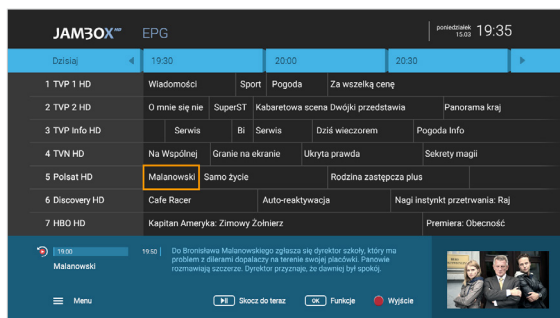 JAMBOX EPG poniedziałek 15.03 19:35
Dzisiaj 19:30 20:00 20:30
1 TVP 1 HD Wiadomości Sport Pogoda Za wszelką cenę
2 TVP 2 HD O mnie się nie SuperST Kabaretowa scena Dwójki przedstawia Panorama kraj
3 TVP Info HD Serwis Bi Serwis Dziś wieczorem Pogoda Info
4 TVN HD Na Wspólnej Granie na ekranie Ukryta prawda Sekrety magii
5 Polsat HD Malanowski Samo życie Rodzina zastępcza plus
6 Discovery HD Cafe Racer Auto-reaktywacja Nagi instynkt przetrwania: Raj
7 HBO HD Kapitan Ameryka: Zimowy Żołnierz Premiera: Obecność
19:00 19:50 Do Bronisława Malanowskiego zgłasza się dyrektor szkoły, który ma
Malanowski problem z dilerami dopalaczy na terenie swojej placówki. Panowie
rozmawiają szczerze. Dyrektor przyznaje, że dawniej był spokój.
Menu Skocz do teraz OK Funkcje Wyjście